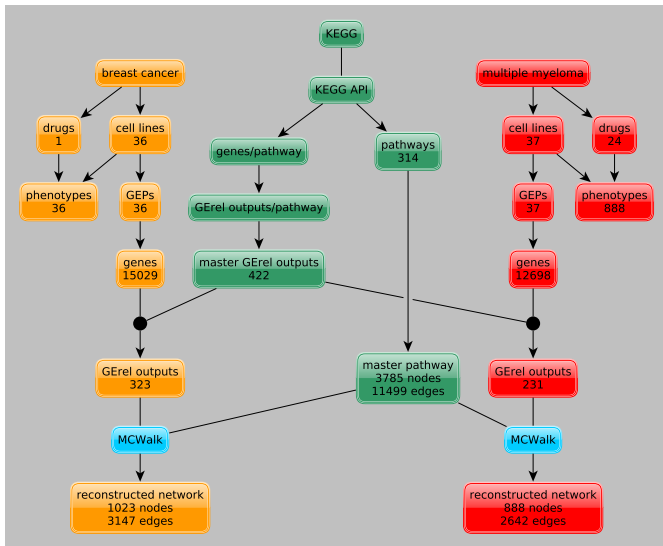 KEGG
breast cancer
multiple myeloma
KEGG API
drugs
1
cell lines
36
cell lines
37
drugs
24
genes/pathway
pathways
314
phenotypes
36
GEPs
36
GErel outputs/pathway
GEPs
37
phenotypes
888
genes
15029
master GErel outputs
422
genes
12698
GErel outputs
323
master pathway
3785 nodes
11499 edges
GErel outputs
231
MCWalk
MCWalk
reconstructed network
1023 nodes
3147 edges
reconstructed network
888 nodes
2642 edges